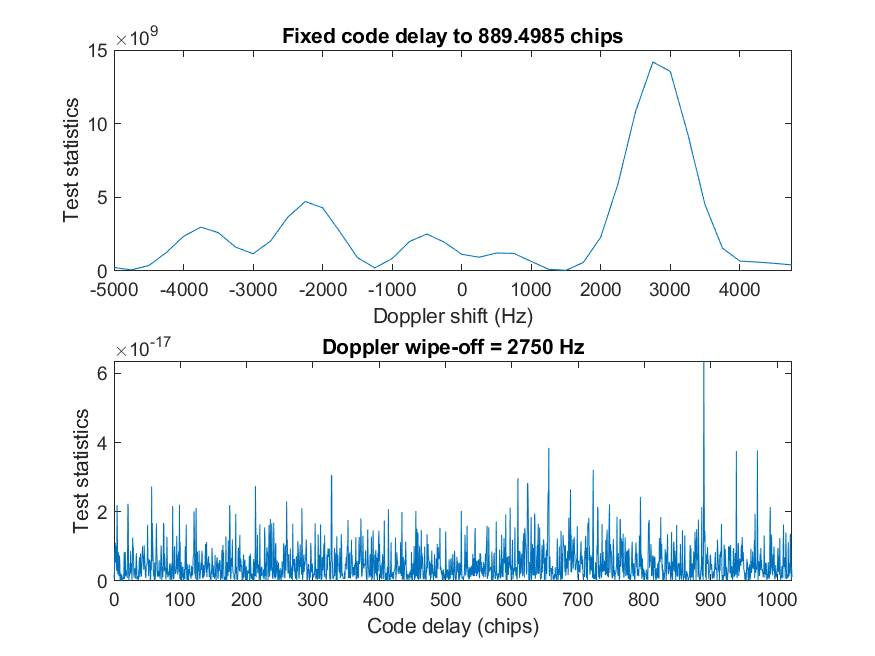 Fixed code delay to 889.4985 chips
×10^9
15
10
5
0
Test statistics
-5000 -4000 -3000 -2000 -1000 0 1000 2000 3000 4000
Doppler shift (Hz)
Doppler wipe-off = 2750 Hz
×10^-17
6
4
2
0
Test statistics
0 100 200 300 400 500 600 700 800 900 1000
Code delay (chips)